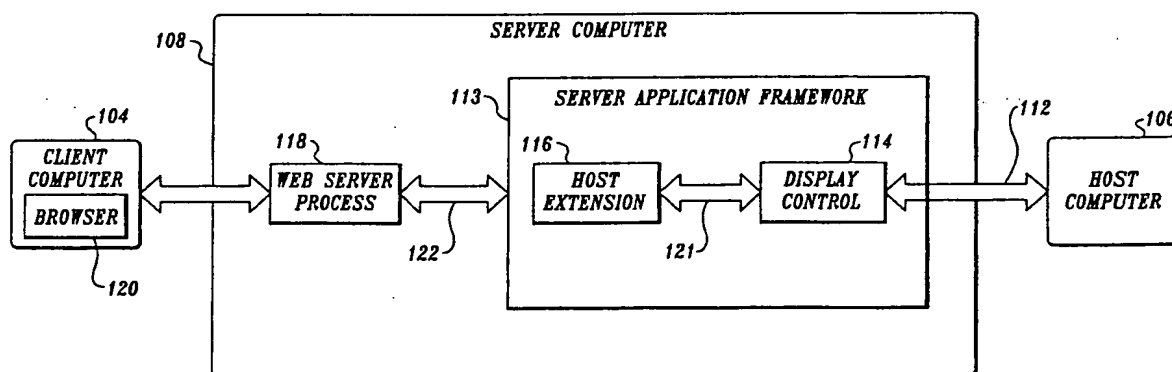 SERVER COMPUTER
108
113
SERVER APPLICATION FRAMEWORK
112
106
104
CLIENT
COMPUTER
BROWSER
120
118
WEB SERVER
PROCESS
122
116
HOST
EXTENSION
121
114
DISPLAY
CONTROL
HOST
COMPUTER